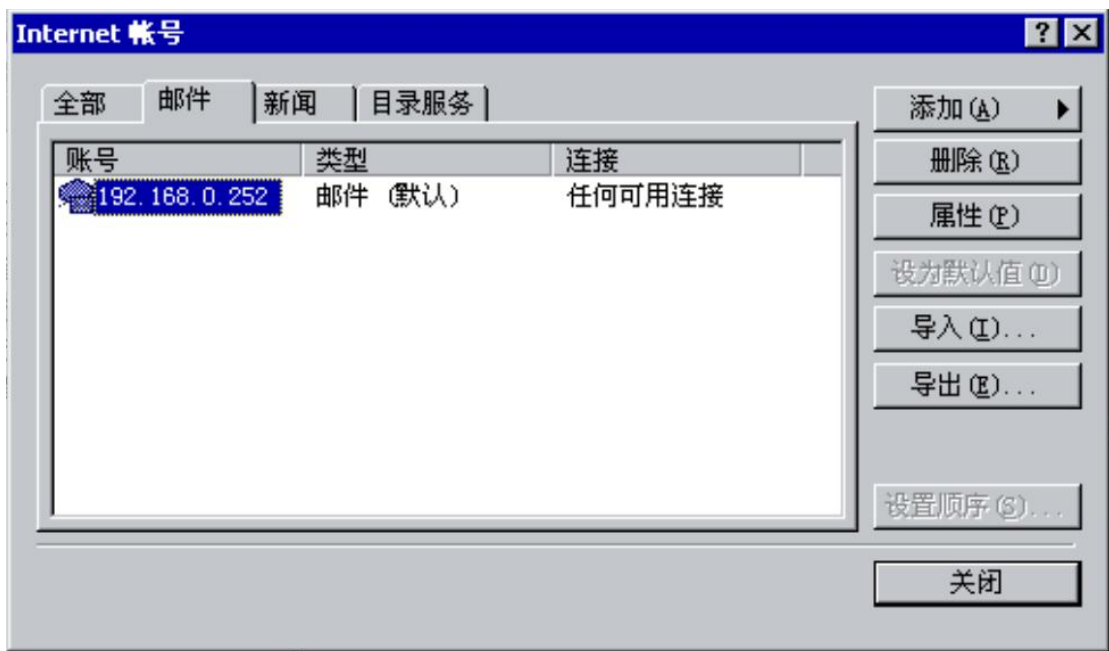 Internet 帐号
全部 邮件 新闻 目录服务
账号 类型 连接
192.168.0.252 邮件 (默认) 任何可用连接
添加(A)
删除(R)
属性(P)
设为默认值(D)
导入(I)...
导出(E)...
设置顺序(S)...
关闭